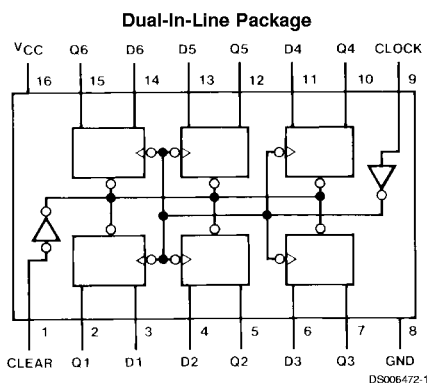 Dual-In-Line Package
VCC Q6 D6 D5 Q5 D4 Q4 CLOCK
16 15 14 13 12 11 10 9
1 2 3 4 5 6 7 8
CLEAR Q1 D1 D2 Q2 D3 Q3 GND
DS006472-1